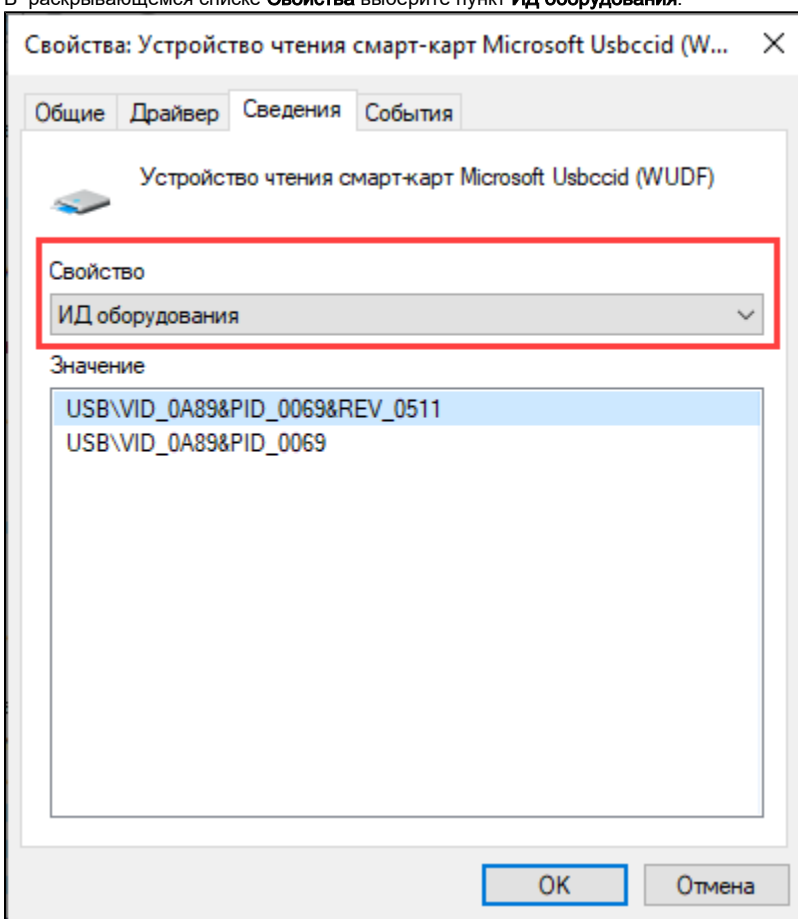 В раскрывающемся списке Свойства выберите пункт ИД оборудования.
Свойства: Устройство чтения смарт-карт Microsoft Usbccid (W...
Общие Драйвер Сведения События
Устройство чтения смарт-карт Microsoft Usbccid (WUDF)
Свойство
ИД оборудования
Значение
USB\VID_0A89&PID_0069&REV_0511
USB\VID_0A89&PID_0069
OK Отмена